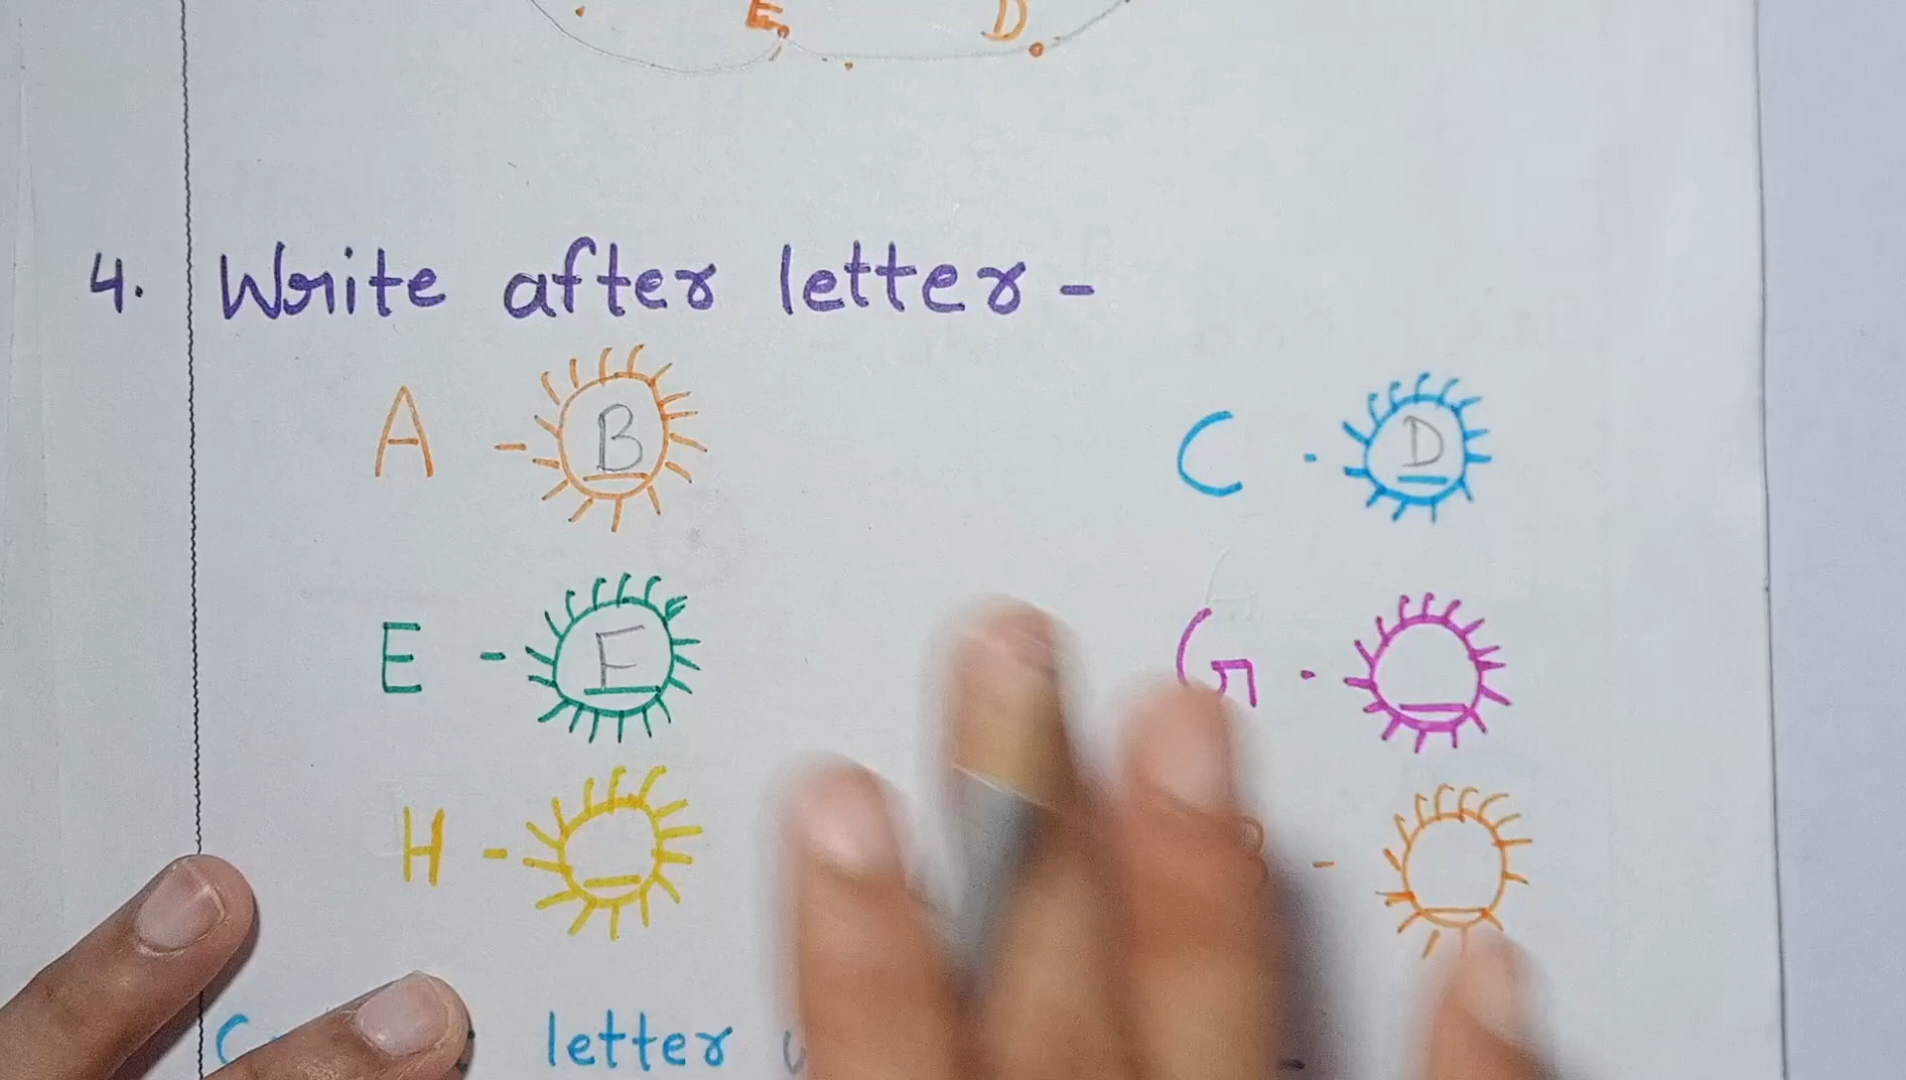 E D
4. Write after letter -
A - B C . D
E - F G .
H - -
letter